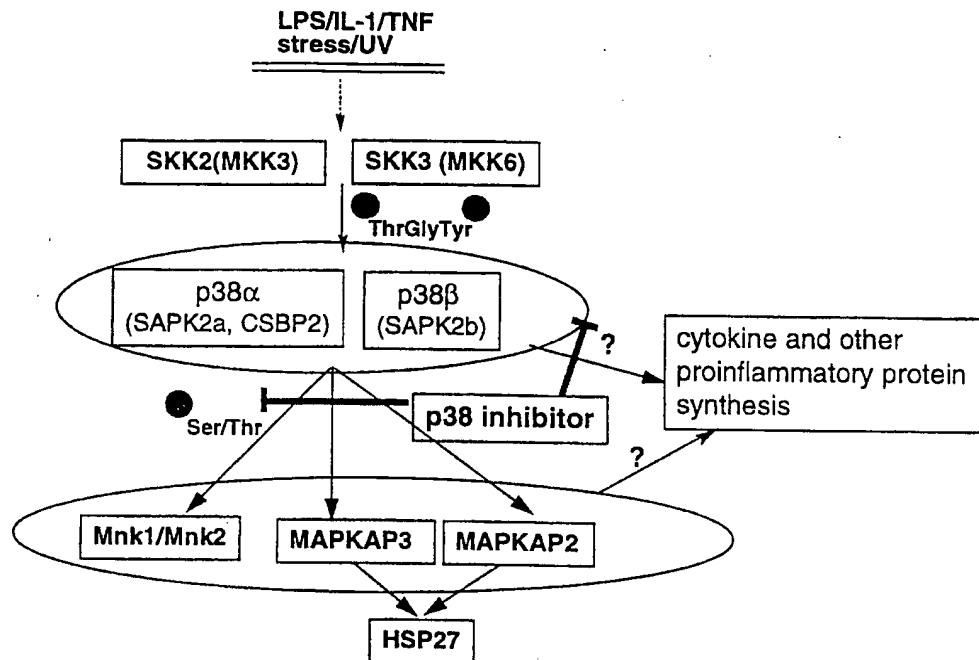 LPS/IL-1/TNF
stress/UV
SKK2(MKK3)
SKK3 (MKK6)
ThrGlyTyr
p38α
(SAPK2a, CSBP2)
p38β
(SAPK2b)
?
cytokine and other
proinflammatory protein
synthesis
Ser/Thr
p38 inhibitor
?
Mnk1/Mnk2
MAPKAP3
MAPKAP2
HSP27